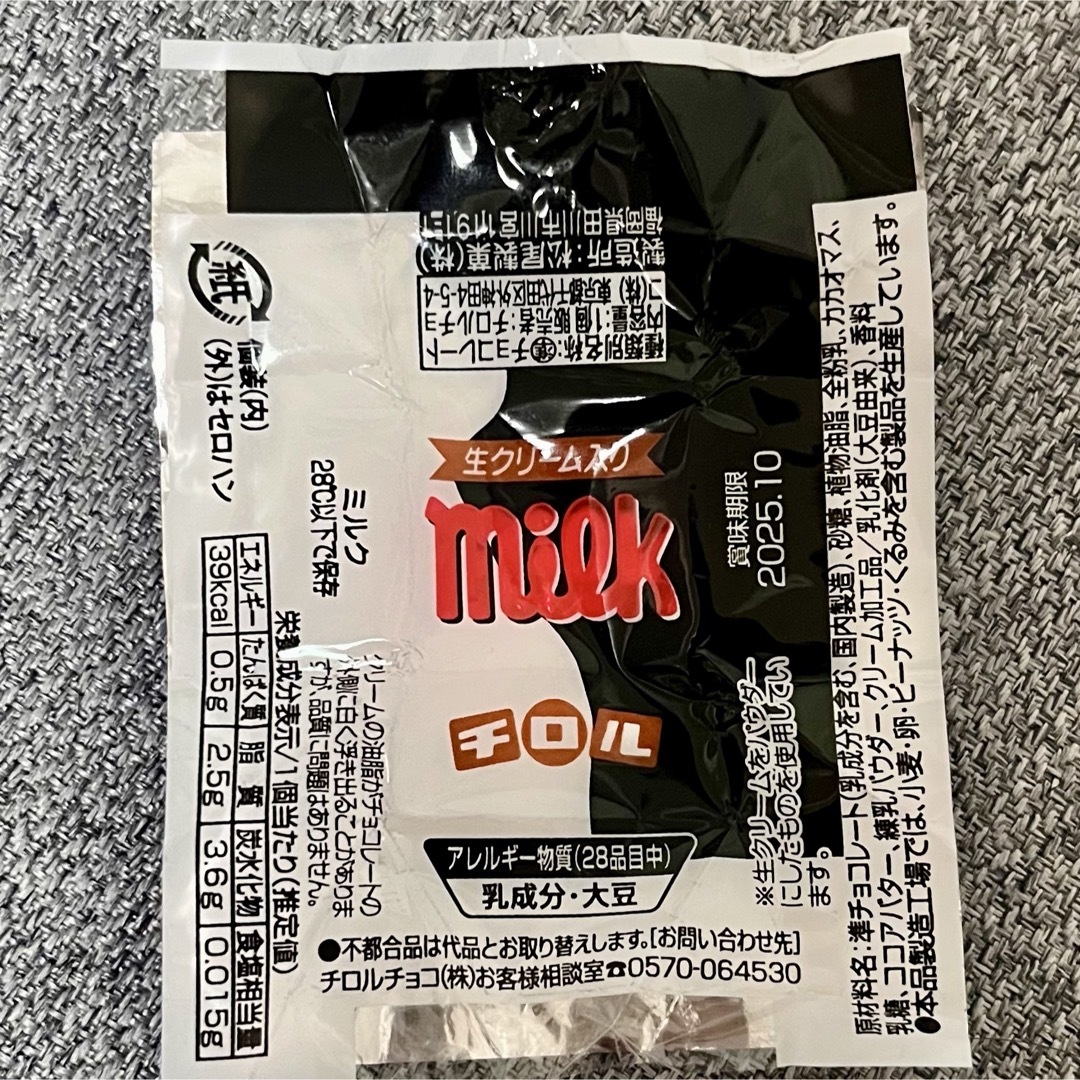 福岡県田川市川宮1191-1
製造所:松尾製菓(株)
種類別名称:準チョコレート
内容量:1個 販売者:チロルチョ
コ(株) 東京都千代田区外神田4-5-4
生クリーム入り
milk
チロル
アレルギー物質(28品目中)
乳成分・大豆
●不都合品は代品とお取り替えします。[お問い合わせ先]
チロルチョコ(株)お客様相談室☎0570-064530
紙
個装(内)
(外)はセロハン
ミルク
28℃以下で保存
クリームの油脂がチョコレートの
外側に白く浮き出ることがありま
すが、品質に問題はありません。
栄養成分表示/1個当たり(推定値)
エネルギー たんぱく質 脂質 炭水化物 食塩相当量
39kcal 0.5g 2.5g 3.6g 0.015g
賞味期限
2025.10
※生クリームをパウダー
にしたものを使用してい
ます。
原材料名:準チョコレート(乳成分を含む、国内製造)、砂糖、植物油脂、全粉乳、カカオマス、
乳糖、ココアバター、練乳パウダー、クリーム加工品/乳化剤(大豆由来)、香料
●本品製造工場では、小麦・卵・ピーナッツ・くるみを含む製品を生産しています。